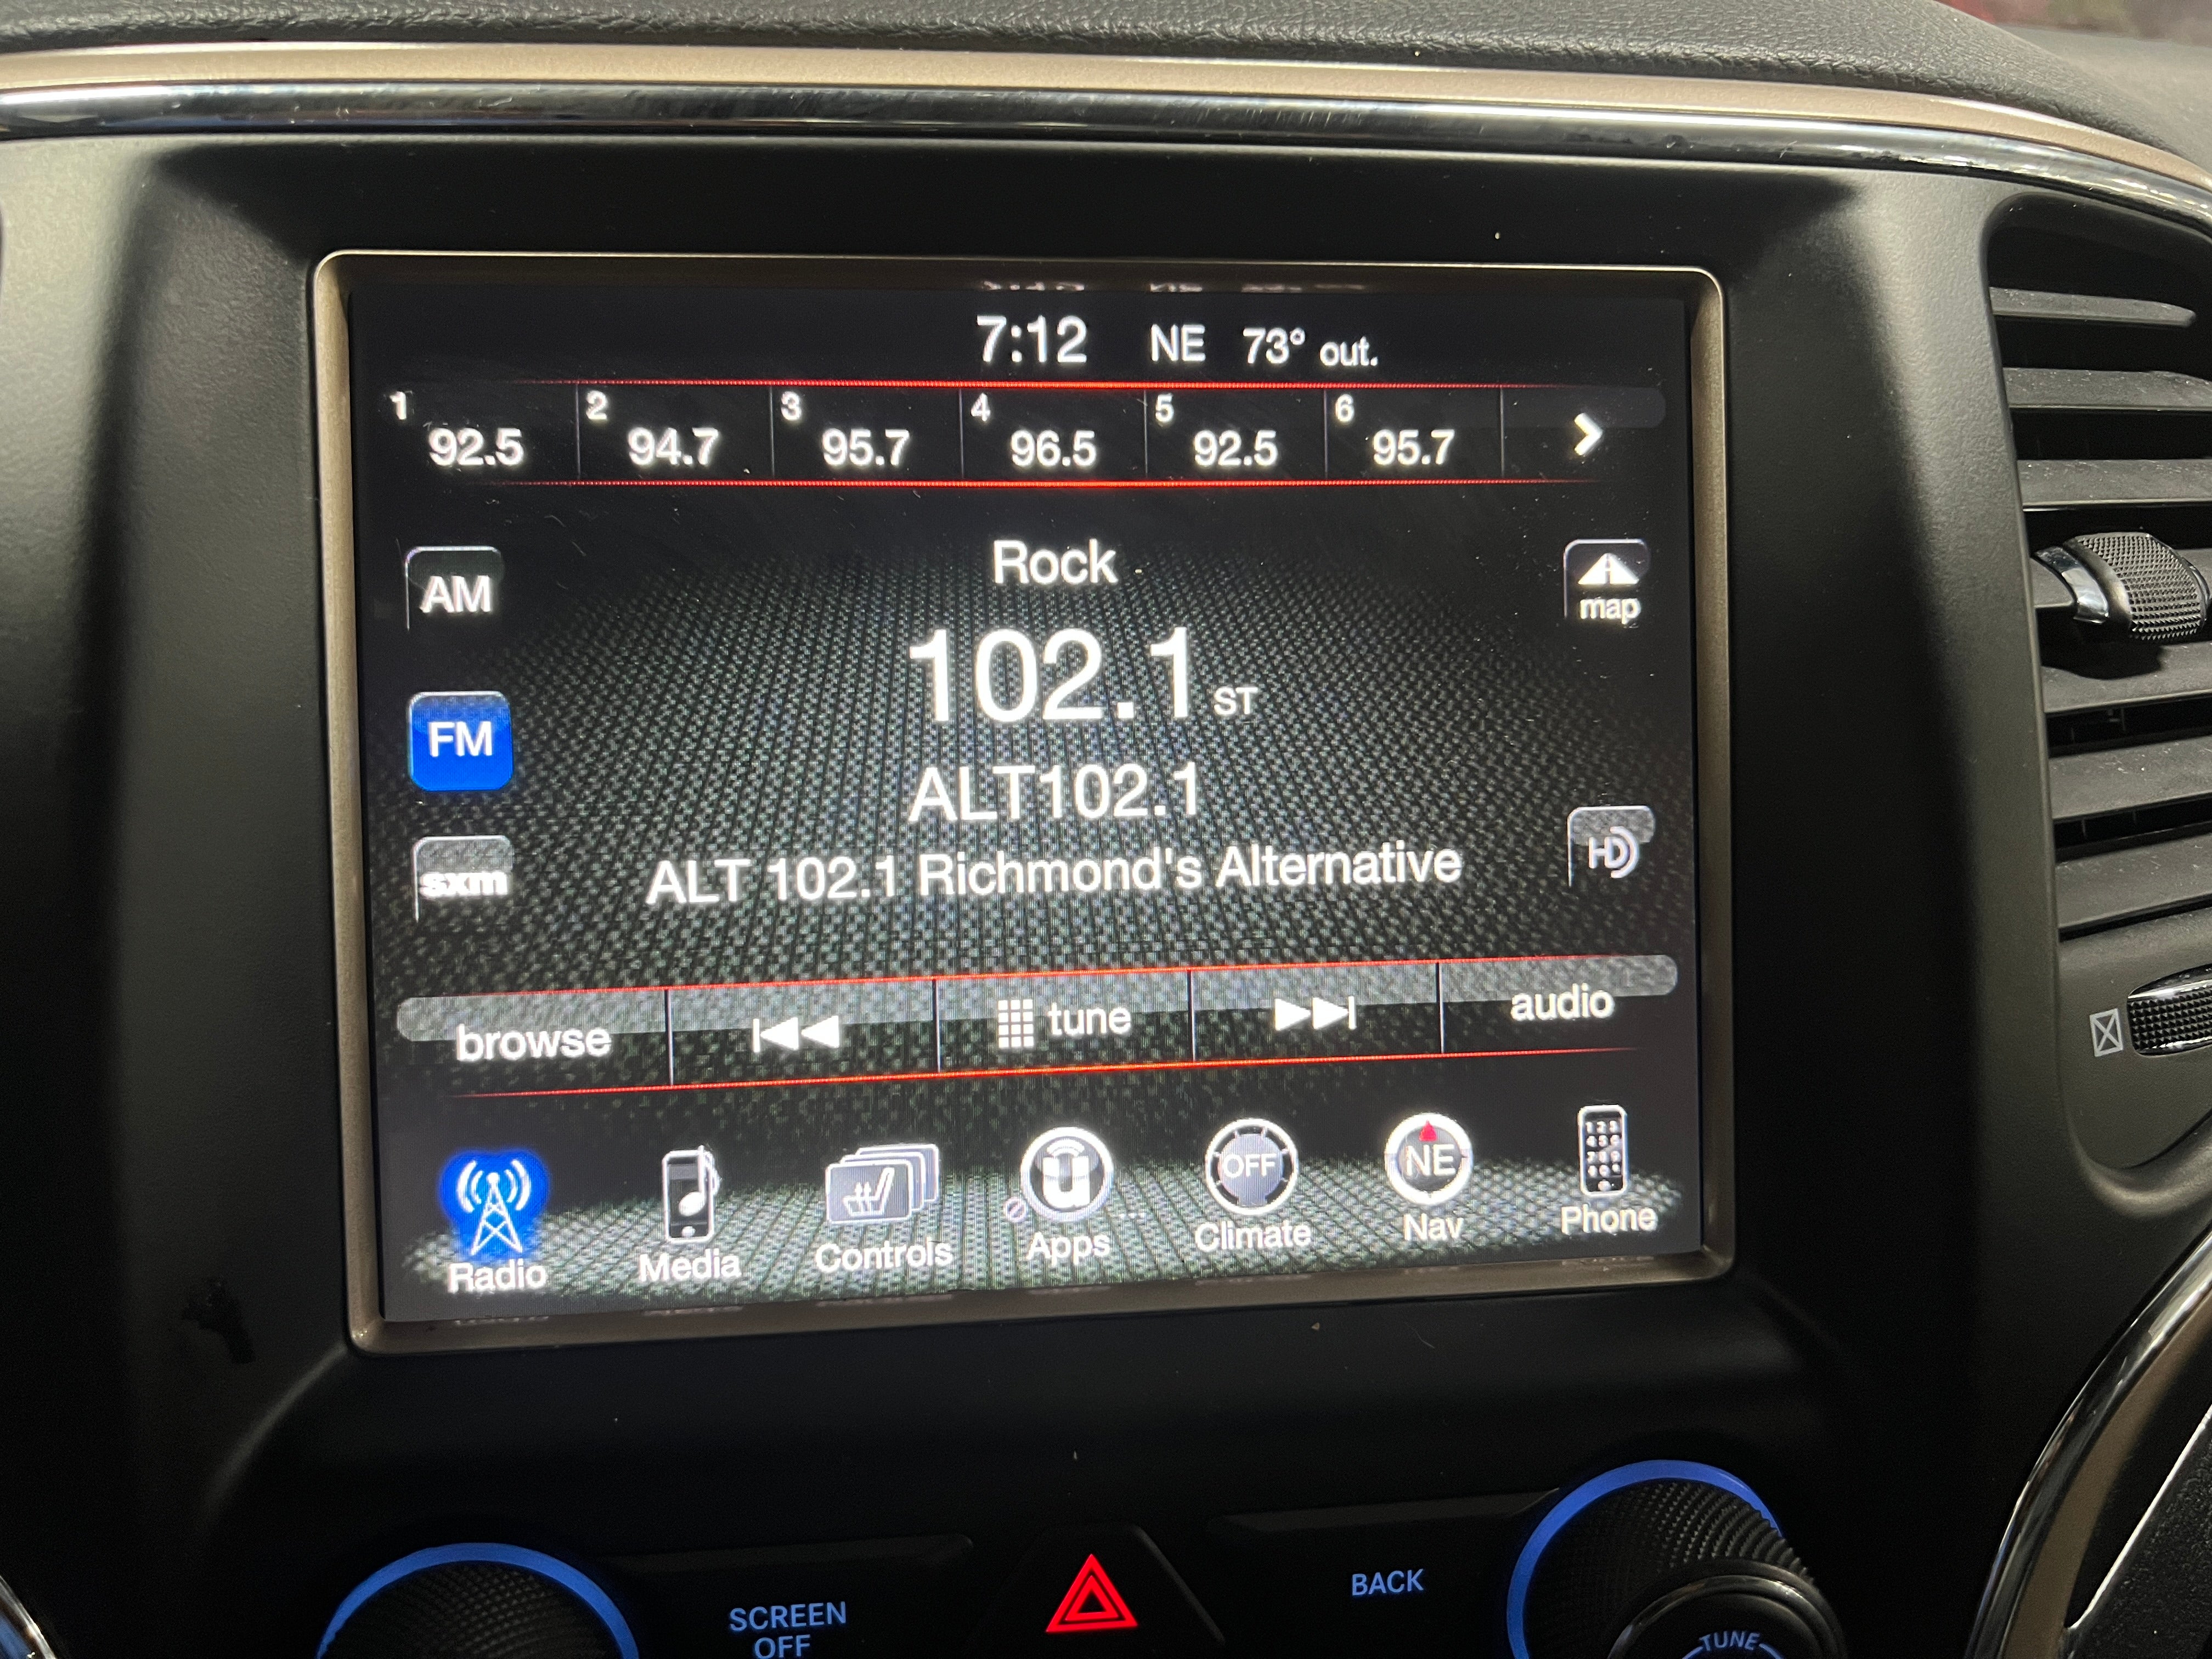 7:12 NE 73° out.
1 92.5 2 94.7 3 95.7 4 96.5 5 92.5 6 95.7
Rock
AM
map
102.1 ST
FM
ALT102.1
ALT 102.1 Richmond's Alternative
HD
sxm
browse tune audio
OFF NE
Radio Media Controls Apps Climate Nav Phone
SCREEN
OFF
BACK
TUNE